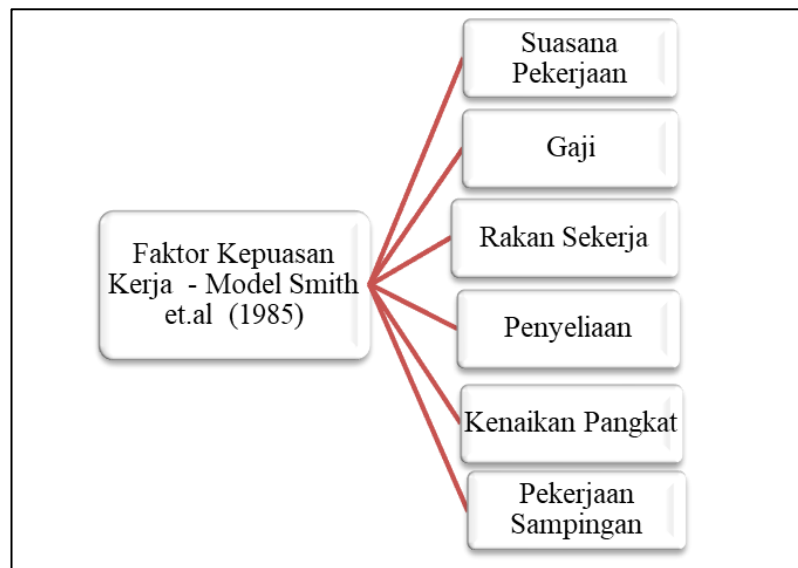 Suasana
Pekerjaan
Gaji
Rakan Sekerja
Faktor Kepuasan
Kerja - Model Smith
et.al (1985)
Penyeliaan
Kenaikan Pangkat
Pekerjaan
Sampingan